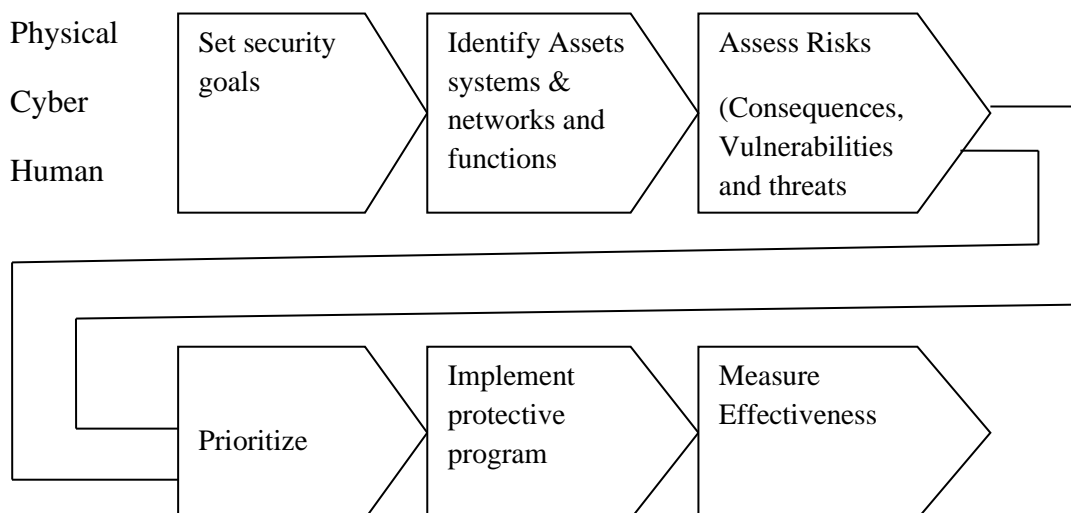 Physical
Cyber
Human
Set security
goals
Identify Assets
systems &
networks and
functions
Assess Risks
(Consequences,
Vulnerabilities
and threats
Prioritize
Implement
protective
program
Measure
Effectiveness